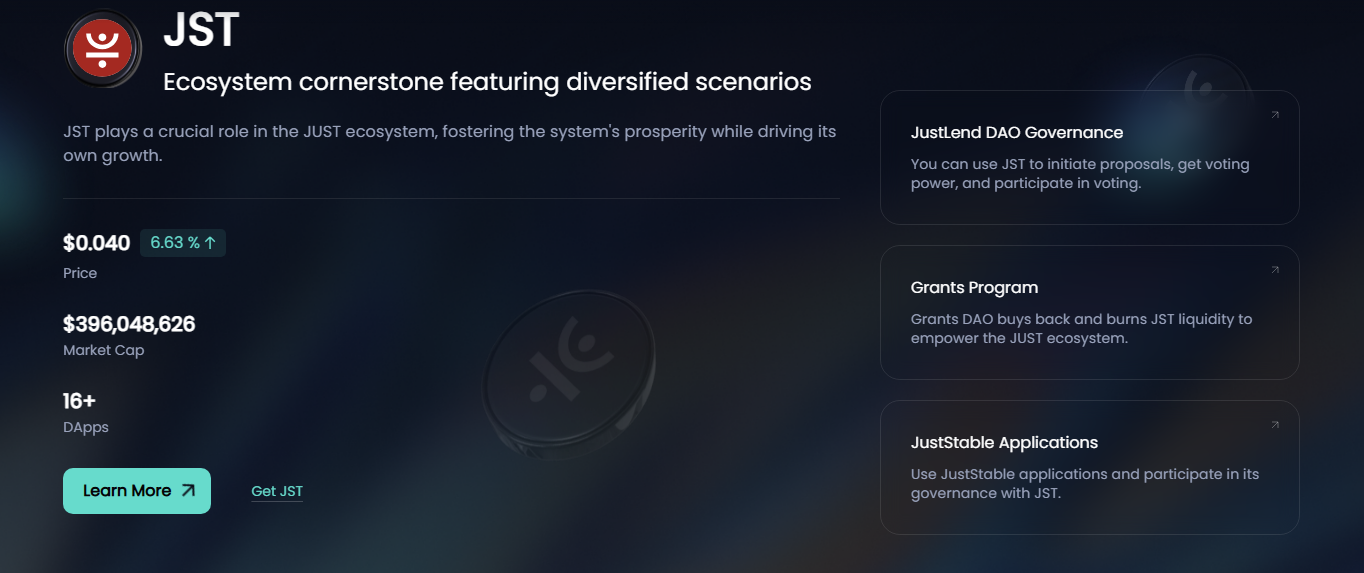 JST
Ecosystem cornerstone featuring diversified scenarios
JST plays a crucial role in the JUST ecosystem, fostering the system's prosperity while driving its
own growth.
$0.040 6.63 % ↑
Price
$396,048,626
Market Cap
16+
DApps
Learn More
Get JST
JustLend DAO Governance
You can use JST to initiate proposals, get voting
power, and participate in voting.
Grants Program
Grants DAO buys back and burns JST liquidity to
empower the JUST ecosystem.
JustStable Applications
Use JustStable applications and participate in its
governance with JST.